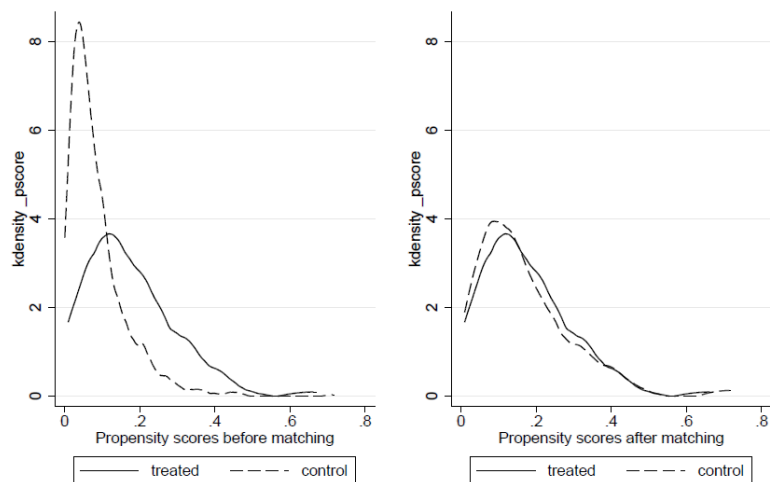 kdensity _pscore
8
6
4
2
0
0 .2 .4 .6 .8
Propensity scores before matching
treated control
kdensity _pscore
8
6
4
2
0
0 .2 .4 .6 .8
Propensity scores after matching
treated control